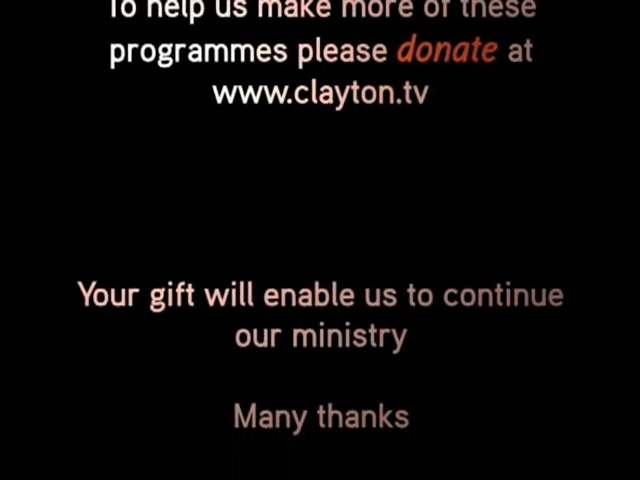 To help us make more of these
programmes please donate at
www.clayton.tv
Your gift will enable us to continue
our ministry
Many thanks